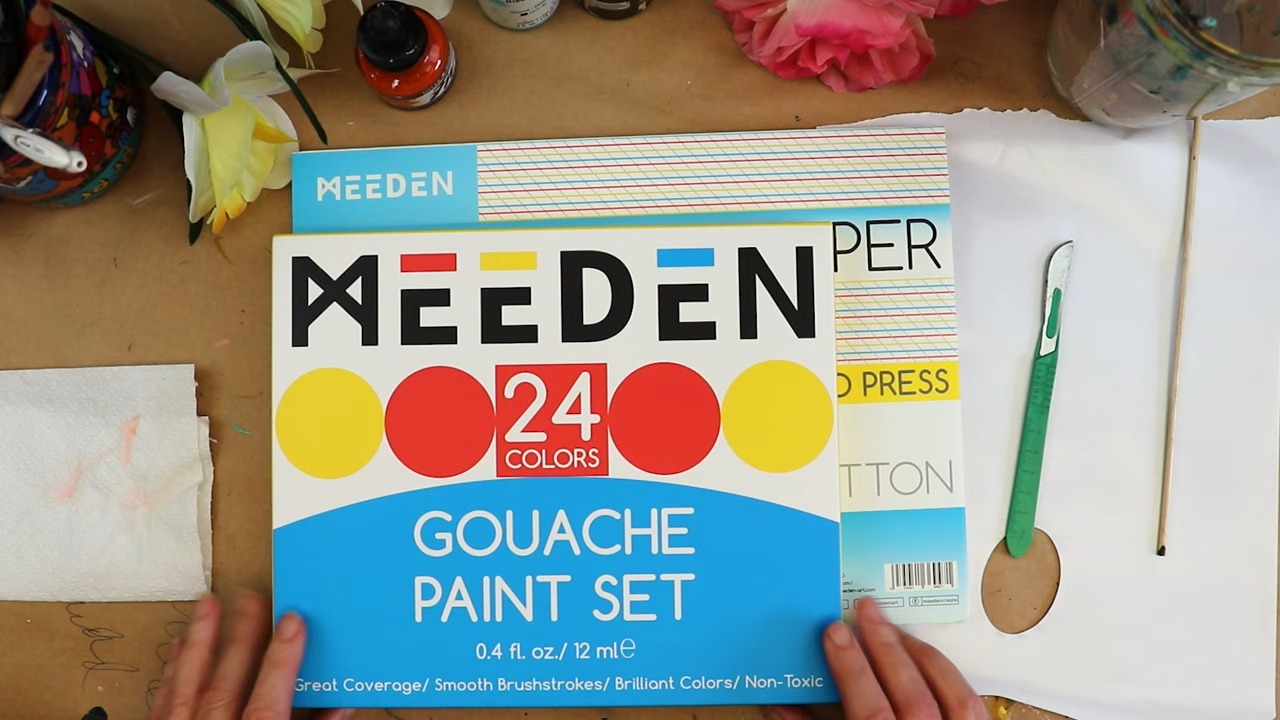 MEEDEN
PER
MEEDEN
24
COLORS
D PRESS
TTON
GOUACHE
PAINT SET
0.4 fl. oz./ 12 ml℮
Great Coverage/ Smooth Brushstrokes/ Brilliant Colors/ Non-Toxic